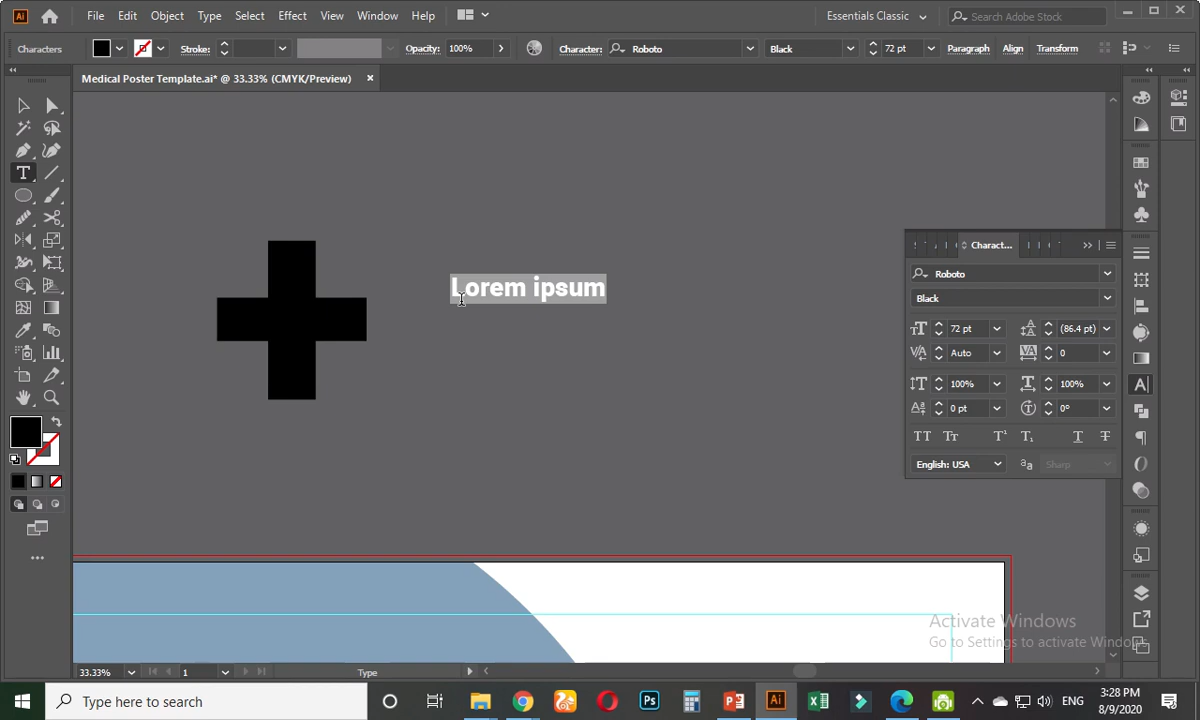 Ai File Edit Object Type Select Effect View Window Help Essentials Classic Search Adobe Stock
Characters Stroke: Opacity: 100% Character: Roboto Black 72 pt Paragraph Align Transform
Medical Poster Template.ai* @ 33.33% (CMYK/Preview)
Lorem ipsum
Charact...
Roboto
Black
72 pt (86.4 pt)
Auto 0
100% 100%
0 pt 0°
English: USA Sharp
Activate Windows
Go to Settings to activate Windows.
33.33% 1 Type
Type here to search
Ps Ai
ENG
3:28 PM
8/9/2020